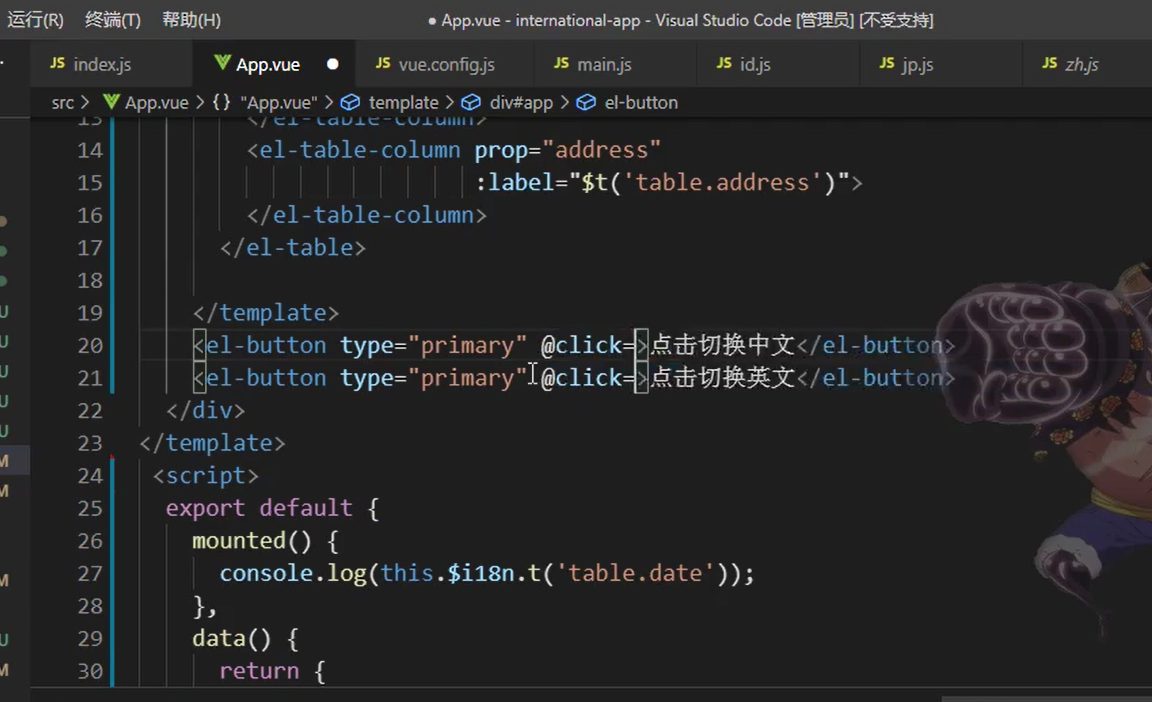 运行(R) 终端(T) 帮助(H) ● App.vue - international-app - Visual Studio Code [管理员] [不受支持]
JS index.js App.vue ● JS vue.config.js JS main.js JS id.js JS jp.js JS zh.js
src > App.vue > {} "App.vue" > template > div#app > el-button
13 </el-table-column>
14 <el-table-column prop="address"
15 :label="$t('table.address')">
16 </el-table-column>
17 </el-table>
18
19 </template>
20 <el-button type="primary" @click=>点击切换中文</el-button>
21 <el-button type="primary" @click=>点击切换英文</el-button>
22 </div>
23 </template>
24 <script>
25 export default {
26 mounted() {
27 console.log(this.$i18n.t('table.date'));
28 },
29 data() {
30 return {
U
U
U
U
U
M
M
M
U
M